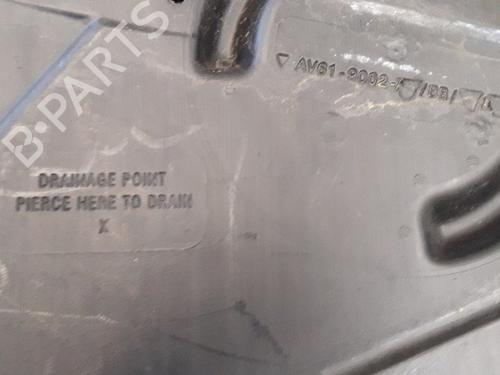 B-PARTS
AV61-9002-
DRAINAGE POINT
PIERCE HERE TO DRAIN
X